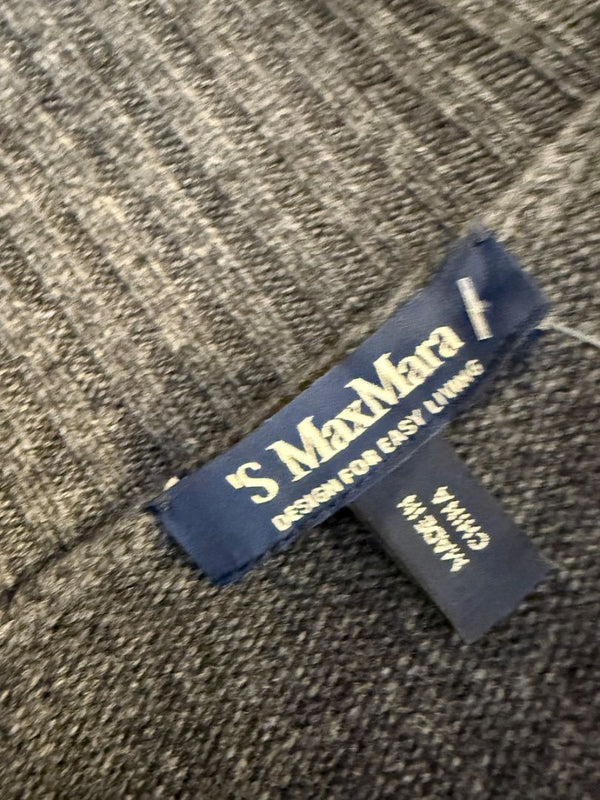 'S MaxMara
DESIGN FOR EASY LIVING
MADE IN
CHINA